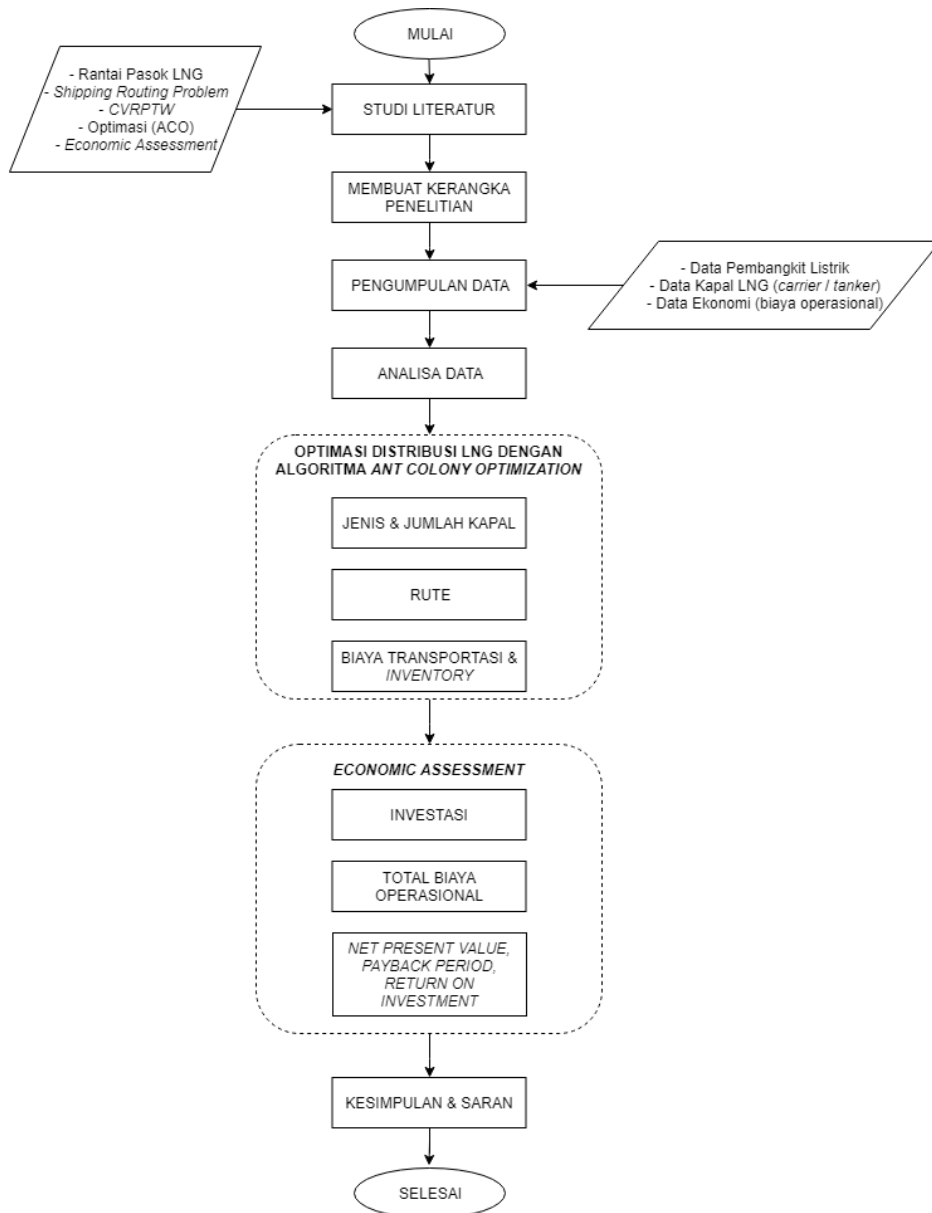 MULAI
- Rantai Pasok LNG
- Shipping Routing Problem
- CVRPTW
- Optimasi (ACO)
- Economic Assessment
STUDI LITERATUR
MEMBUAT KERANGKA
PENELITIAN
- Data Pembangkit Listrik
- Data Kapal LNG (carrier / tanker)
- Data Ekonomi (biaya operasional)
PENGUMPULAN DATA
ANALISA DATA
OPTIMASI DISTRIBUSI LNG DENGAN
ALGORITMA ANT COLONY OPTIMIZATION
JENIS & JUMLAH KAPAL
RUTE
BIAYA TRANSPORTASI &
INVENTORY
ECONOMIC ASSESSMENT
INVESTASI
TOTAL BIAYA
OPERASIONAL
NET PRESENT VALUE,
PAYBACK PERIOD,
RETURN ON
INVESTMENT
KESIMPULAN & SARAN
SELESAI